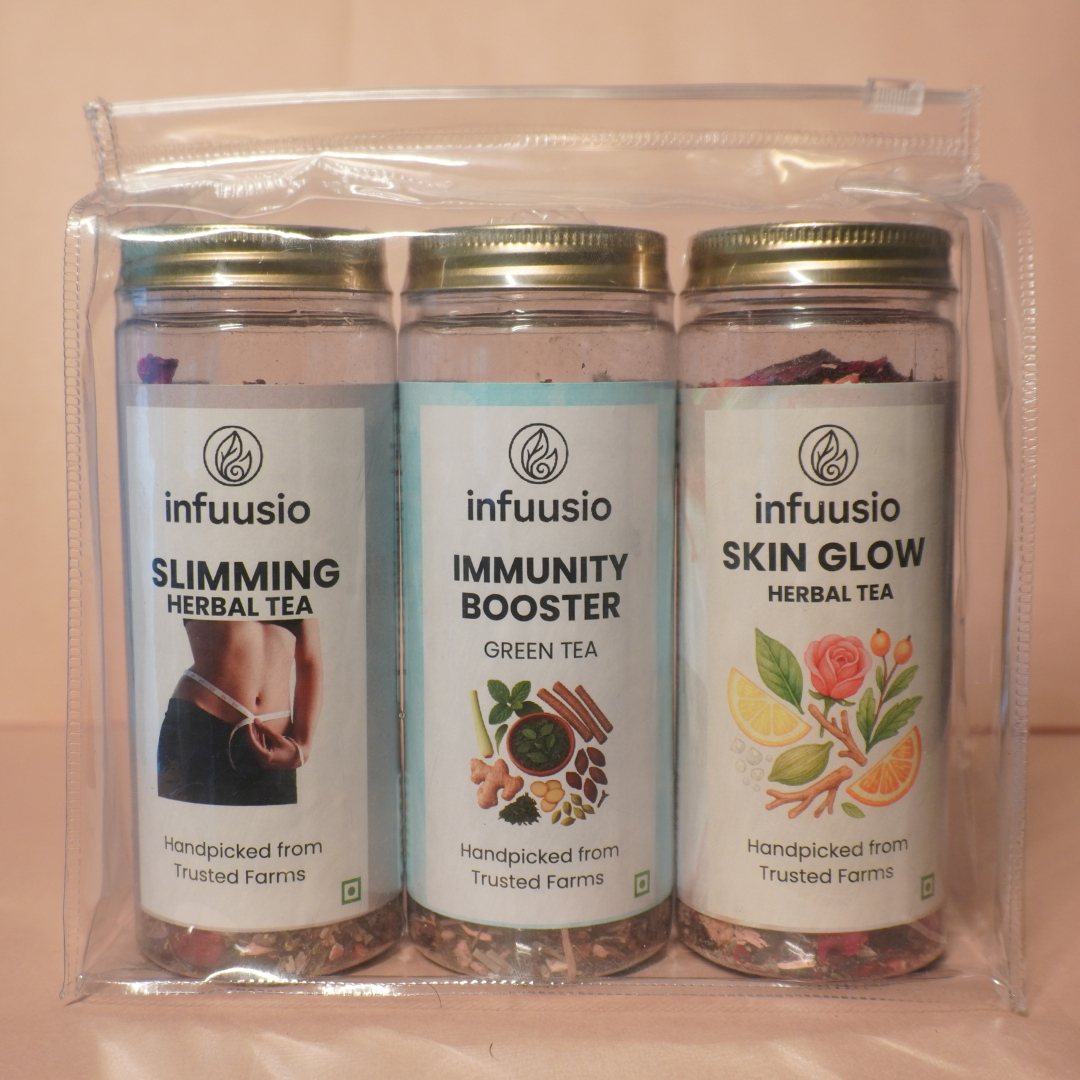 infuusio
SLIMMING
HERBAL TEA
Handpicked from
Trusted Farms
infuusio
IMMUNITY
BOOSTER
GREEN TEA
Handpicked from
Trusted Farms
infuusio
SKIN GLOW
HERBAL TEA
Handpicked from
Trusted Farms